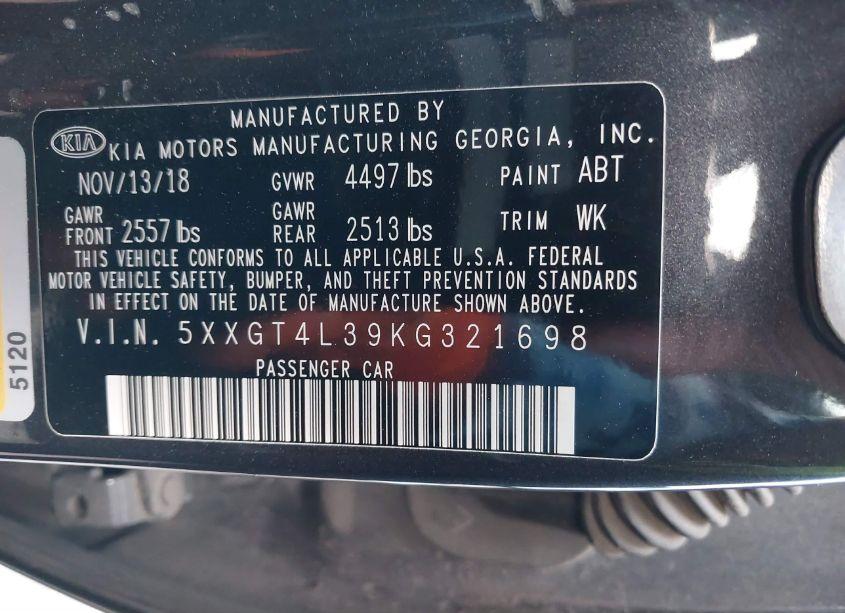 MANUFACTURED BY
KIA KIA MOTORS MANUFACTURING GEORGIA, INC.
NOV/13/18 GVWR 4497 lbs PAINT ABT
GAWR FRONT 2557 lbs GAWR REAR 2513 lbs TRIM WK
THIS VEHICLE CONFORMS TO ALL APPLICABLE U.S.A. FEDERAL
MOTOR VEHICLE SAFETY, BUMPER, AND THEFT PREVENTION STANDARDS
IN EFFECT ON THE DATE OF MANUFACTURE SHOWN ABOVE.
V.I.N. 5XXGT4L39KG321698
PASSENGER CAR
5120